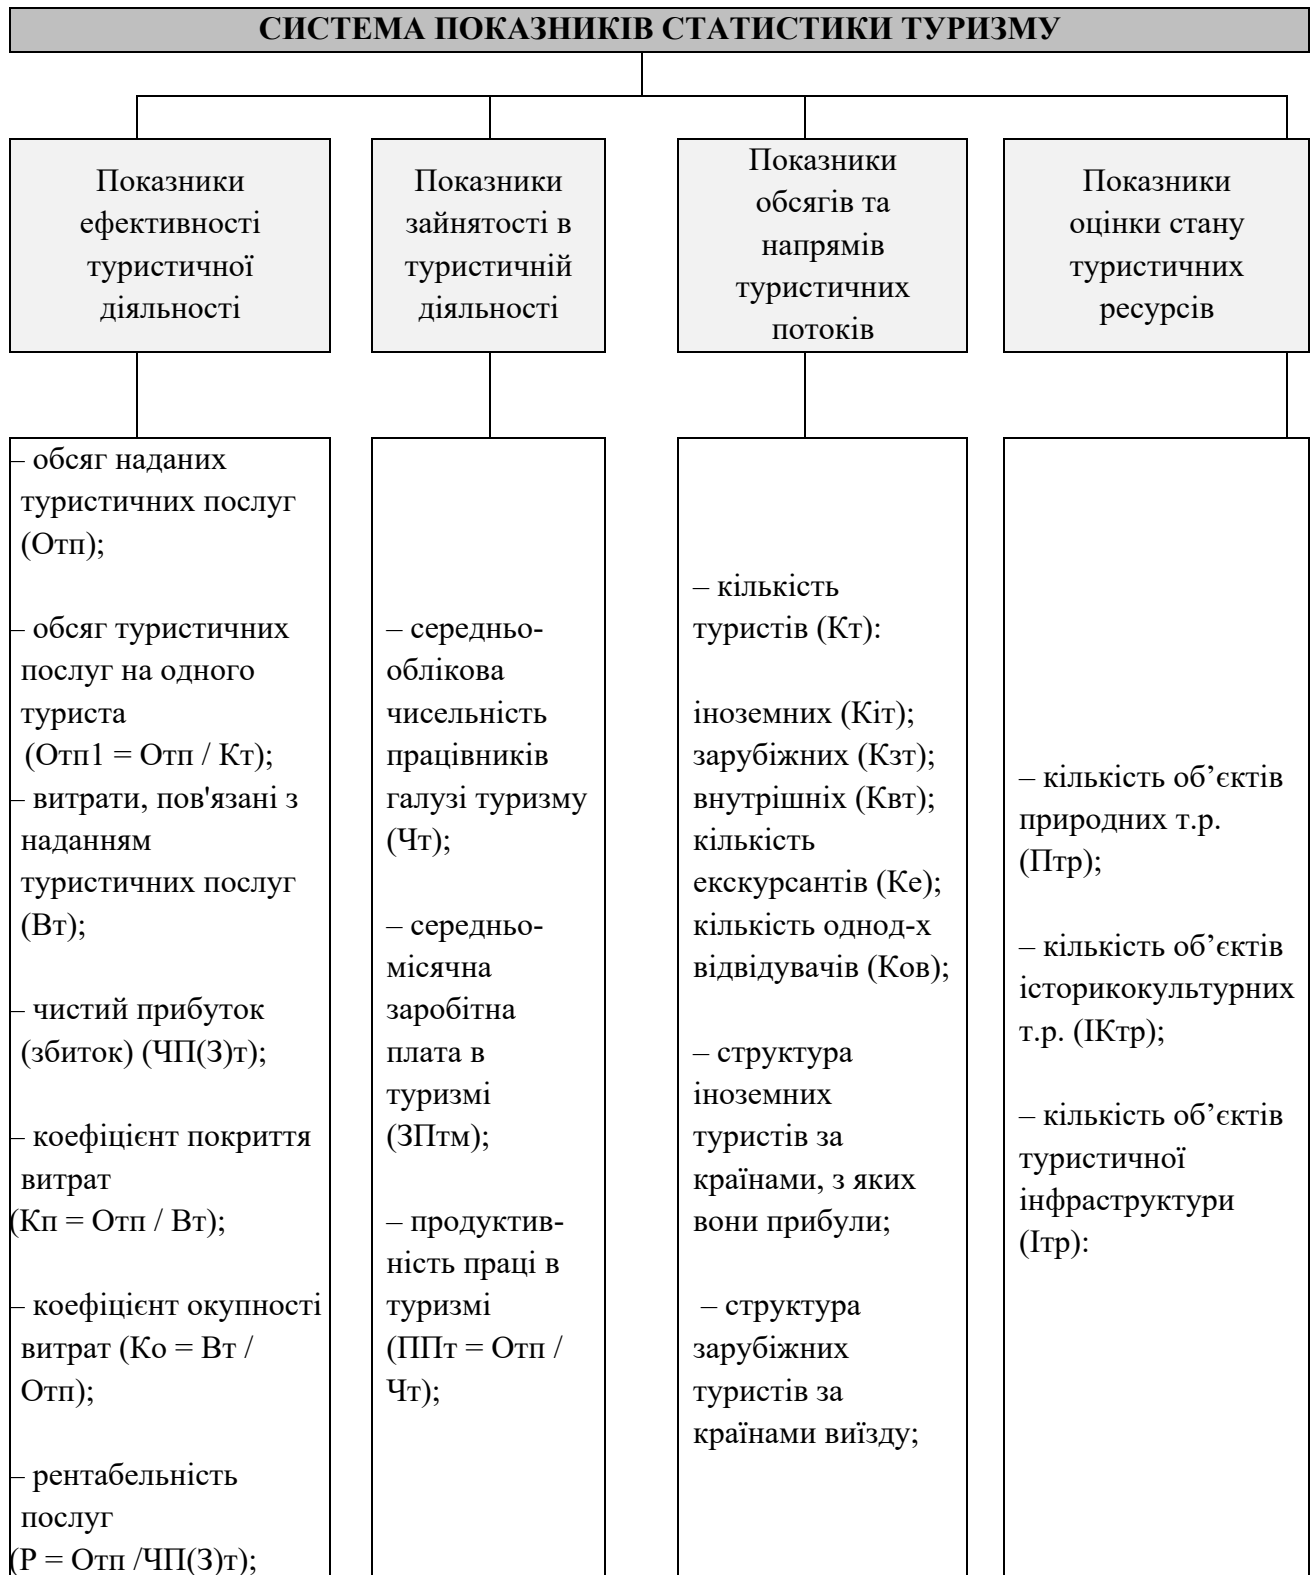 СИСТЕМА ПОКАЗНИКІВ СТАТИСТИКИ ТУРИЗМУ
Показники
ефективності
туристичної
діяльності
Показники
зайнятості в
туристичній
діяльності
Показники
обсягів та
напрямів
туристичних
потоків
Показники
оцінки стану
туристичних
ресурсів
– обсяг наданих
туристичних послуг
(Отп);
– обсяг туристичних
послуг на одного
туриста
(Отп1 = Отп / Кт);
– витрати, пов'язані з
наданням
туристичних послуг
(Вт);
– чистий прибуток
(збиток) (ЧП(З)т);
– коефіцієнт покриття
витрат
(Кп = Отп / Вт);
– коефіцієнт окупності
витрат (Ко = Вт /
Отп);
– рентабельність
послуг
(Р = Отп /ЧП(З)т);
– середньо-
облікова
чисельність
працівників
галузі туризму
(Чт);
– середньо-
місячна
заробітна
плата в
туризмі
(ЗПтм);
– продуктив-
ність праці в
туризмі
(ППт = Отп /
Чт);
– кількість
туристів (Кт):
іноземних (Кіт);
зарубіжних (Кзт);
внутрішніх (Квт);
кількість
екскурсантів (Ке);
кількість однод-х
відвідувачів (Ков);
– структура
іноземних
туристів за
країнами, з яких
вони прибули;
– структура
зарубіжних
туристів за
країнами виїзду;
– кількість об’єктів
природних т.р.
(Птр);
– кількість об’єктів
історикокультурних
т.р. (ІКтр);
– кількість об’єктів
туристичної
інфраструктури
(Ітр):